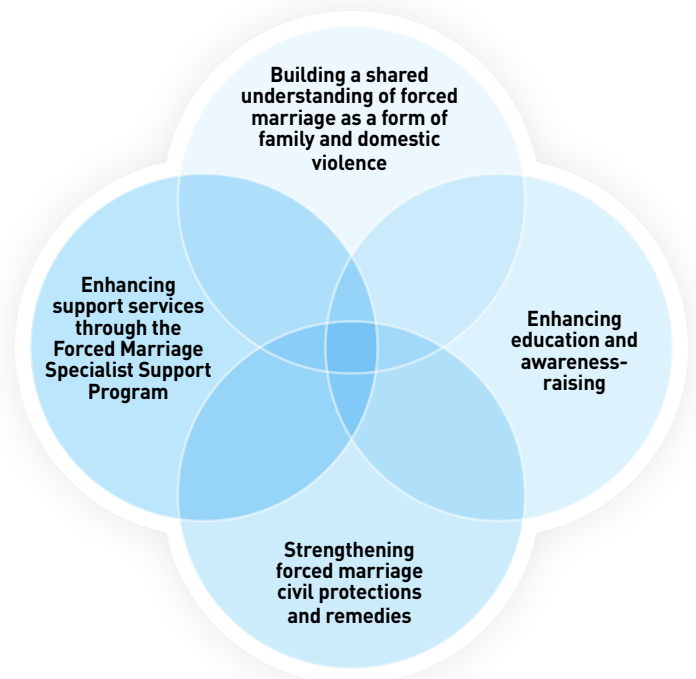 Building a shared
understanding of forced
marriage as a form of
family and domestic
violence
Enhancing
support services
through the
Forced Marriage
Specialist Support
Program
Enhancing
education and
awareness-
raising
Strengthening
forced marriage
civil protections
and remedies